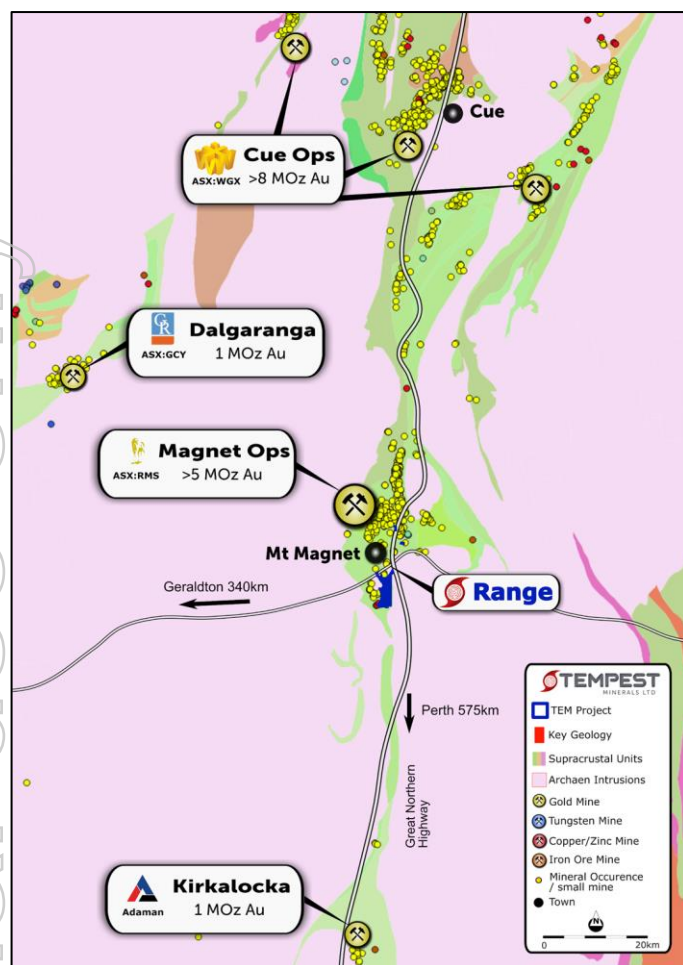 Cue
Cue Ops
ASX:WGX >8 MOz Au
GR
Dalgaranga
ASX:GCY 1 MOz Au
Magnet Ops
ASX:RMS >5 MOz Au
Mt Magnet
Geraldton 340km
Range
Perth 575km
Great Northern
Highway
Kirkalocka
Adaman 1 MOz Au
TEMPEST
MINERALS LTD
TEM Project
Key Geology
Supracrustal Units
Archaen Intrusions
Gold Mine
Tungsten Mine
Copper/Zinc Mine
Iron Ore Mine
Mineral Occurence
/ small mine
Town
N
0 20km